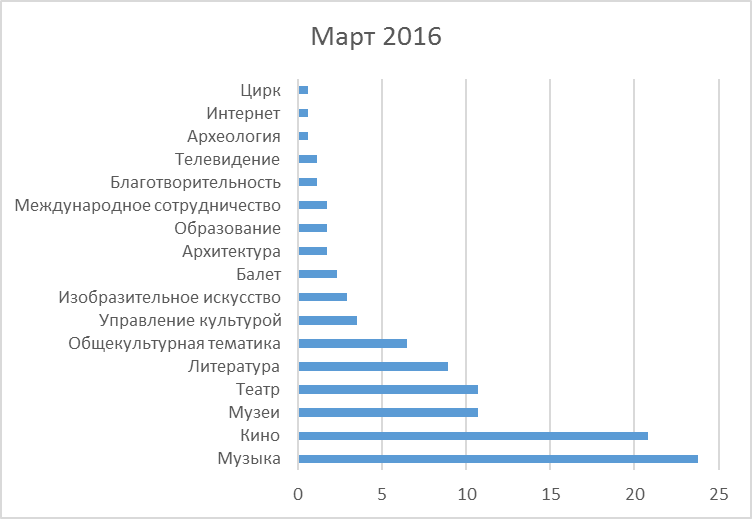 Март 2016
Цирк
Интернет
Археология
Телевидение
Благотворительность
Международное сотрудничество
Образование
Архитектура
Балет
Изобразительное искусство
Управление культурой
Общекультурная тематика
Литература
Театр
Музеи
Кино
Музыка
0 5 10 15 20 25